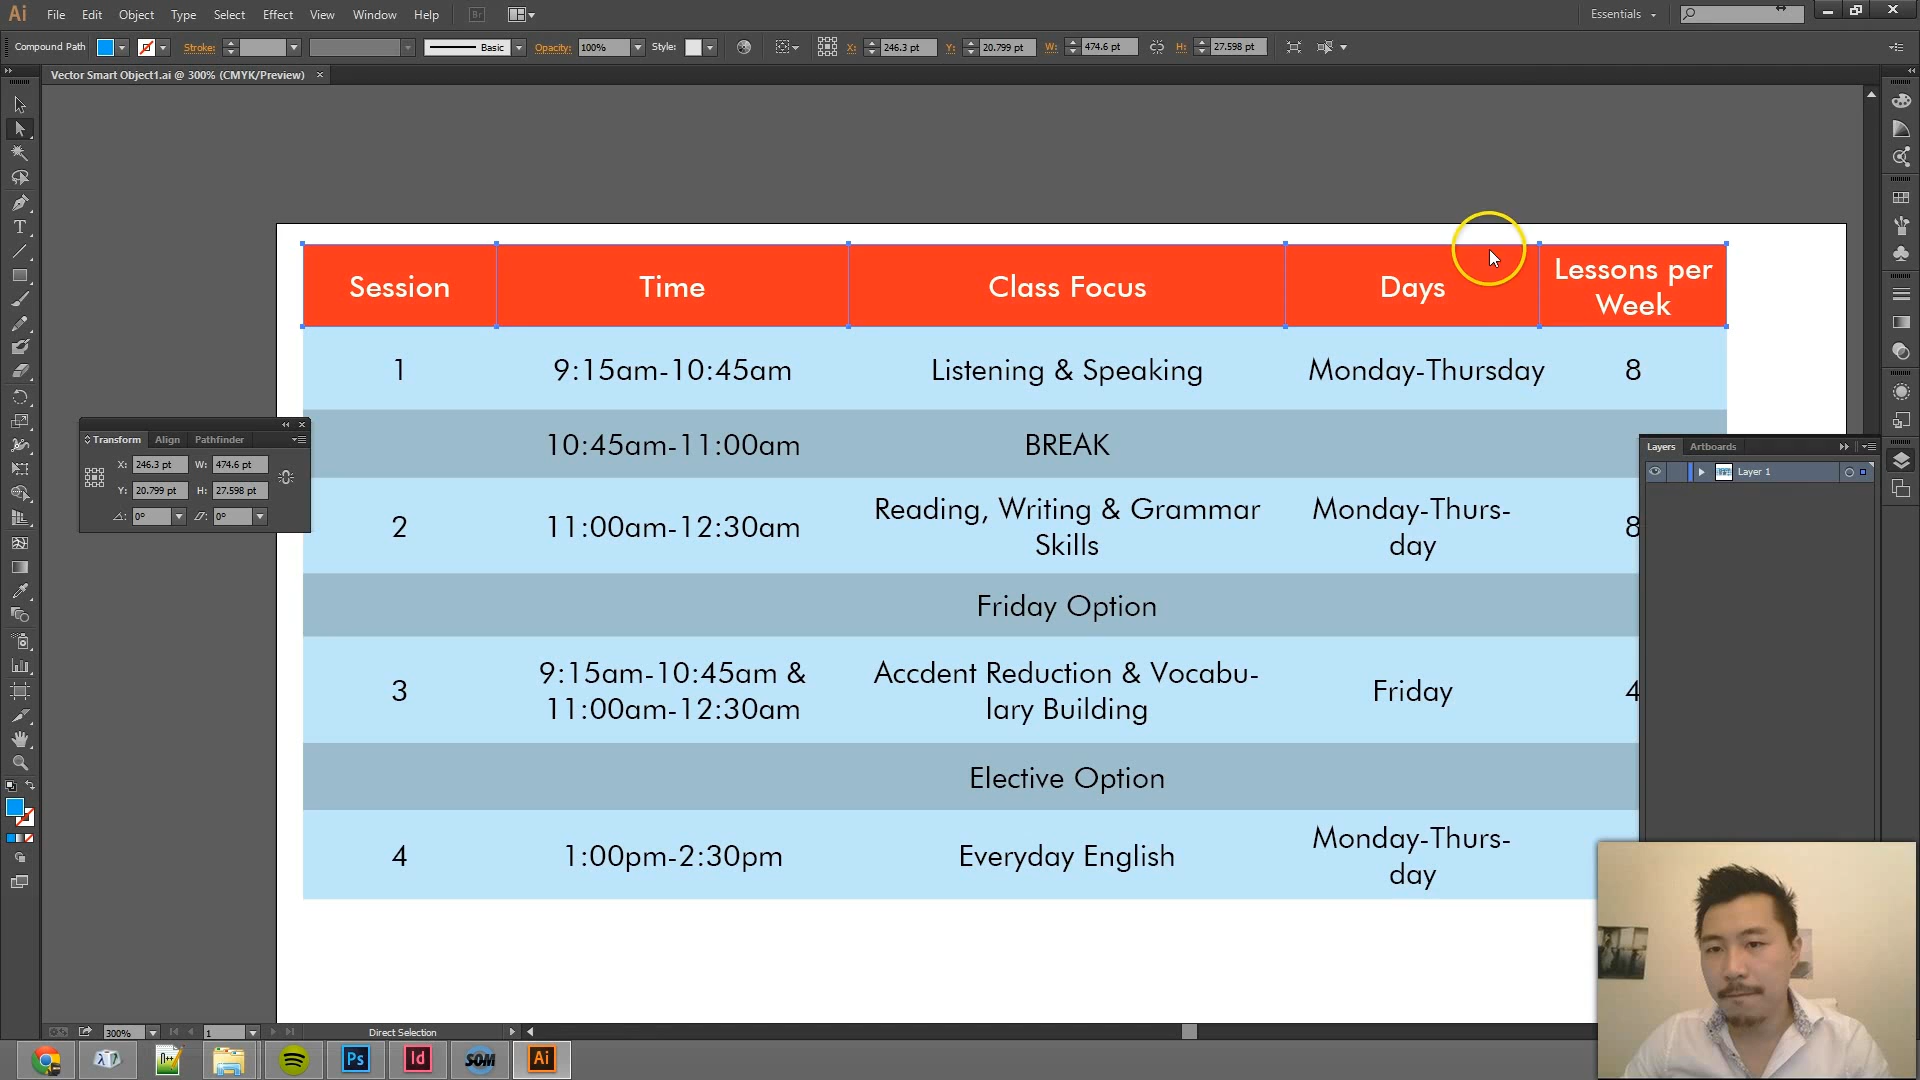 Ai File Edit Object Type Select Effect View Window Help Br Essentials
Compound Path Stroke: Basic Opacity: 100% Style: X: 246.3 pt Y: 20.799 pt W: 474.6 pt H: 27.598 pt
Vector Smart Object1.ai @ 300% (CMYK/Preview)
Session Time Class Focus Days Lessons per
Week
1 9:15am-10:45am Listening & Speaking Monday-Thursday 8
10:45am-11:00am BREAK
2 11:00am-12:30am Reading, Writing & Grammar
Skills Monday-Thurs-
day 8
Friday Option
3 9:15am-10:45am &
11:00am-12:30am Accdent Reduction & Vocabu-
lary Building Friday 4
Elective Option
4 1:00pm-2:30pm Everyday English Monday-Thurs-
day
Transform Align Pathfinder
X: 246.3 pt W: 474.6 pt
Y: 20.799 pt H: 27.598 pt
0° 0°
Layers Artboards
Layer 1
300% 1 Direct Selection
Ps Id SOM Ai